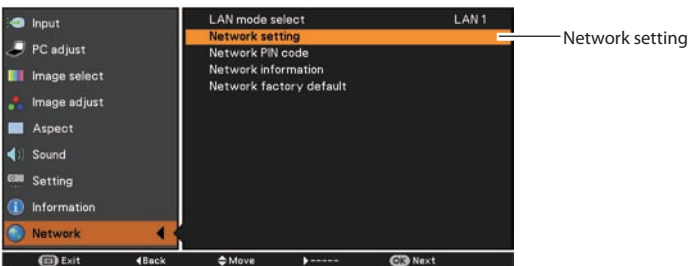 Input
PC adjust
Image select
Image adjust
Aspect
Sound
Setting
Information
Network
LAN mode select LAN 1
Network setting
Network PIN code
Network information
Network factory default
Network setting
Exit Back Move ----- OK Next